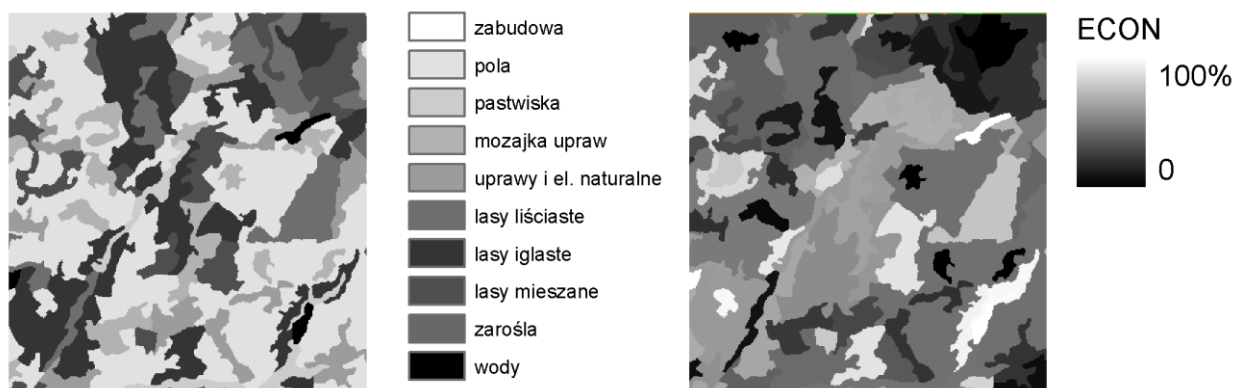 zabudowa
pola
pastwiska
mozajka upraw
uprawy i el. naturalne
lasy liściaste
lasy iglaste
lasy mieszane
zarośla
wody
ECON
100%
0